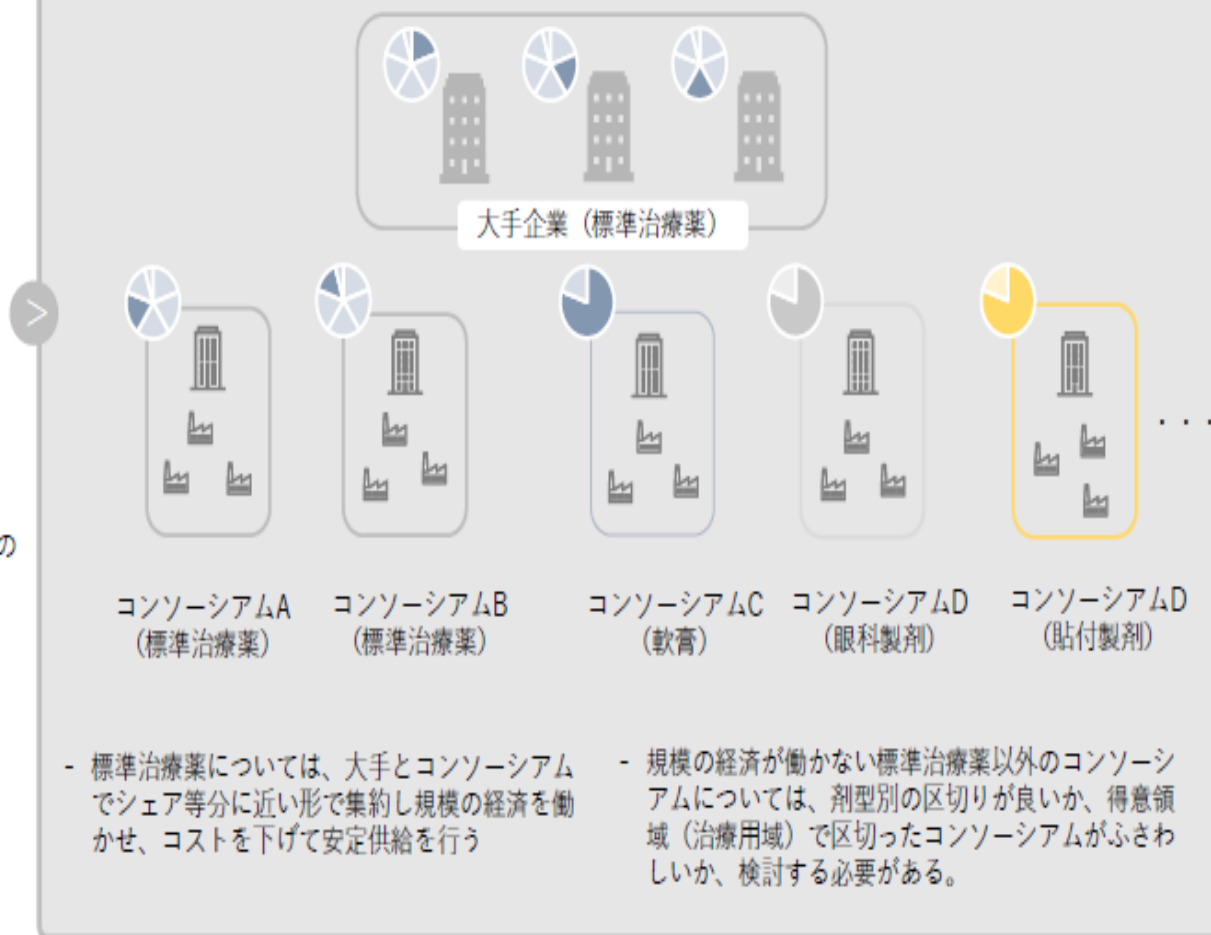 大手企業（標準治療薬）
の
コンソーシアムA
（標準治療薬）
コンソーシアムB
（標準治療薬）
コンソーシアムC
（軟膏）
コンソーシアムD
（眼科製剤）
コンソーシアムD
（貼付製剤）
・・・
- 標準治療薬については、大手とコンソーシアム
でシェア等分に近い形で集約し規模の経済を働
かせ、コストを下げて安定供給を行う
- 規模の経済が働かない標準治療薬以外のコンソーシ
アムについては、剤型別の区切りが良いか、得意領
域（治療用域）で区切ったコンソーシアムがふさわ
しいか、検討する必要がある。